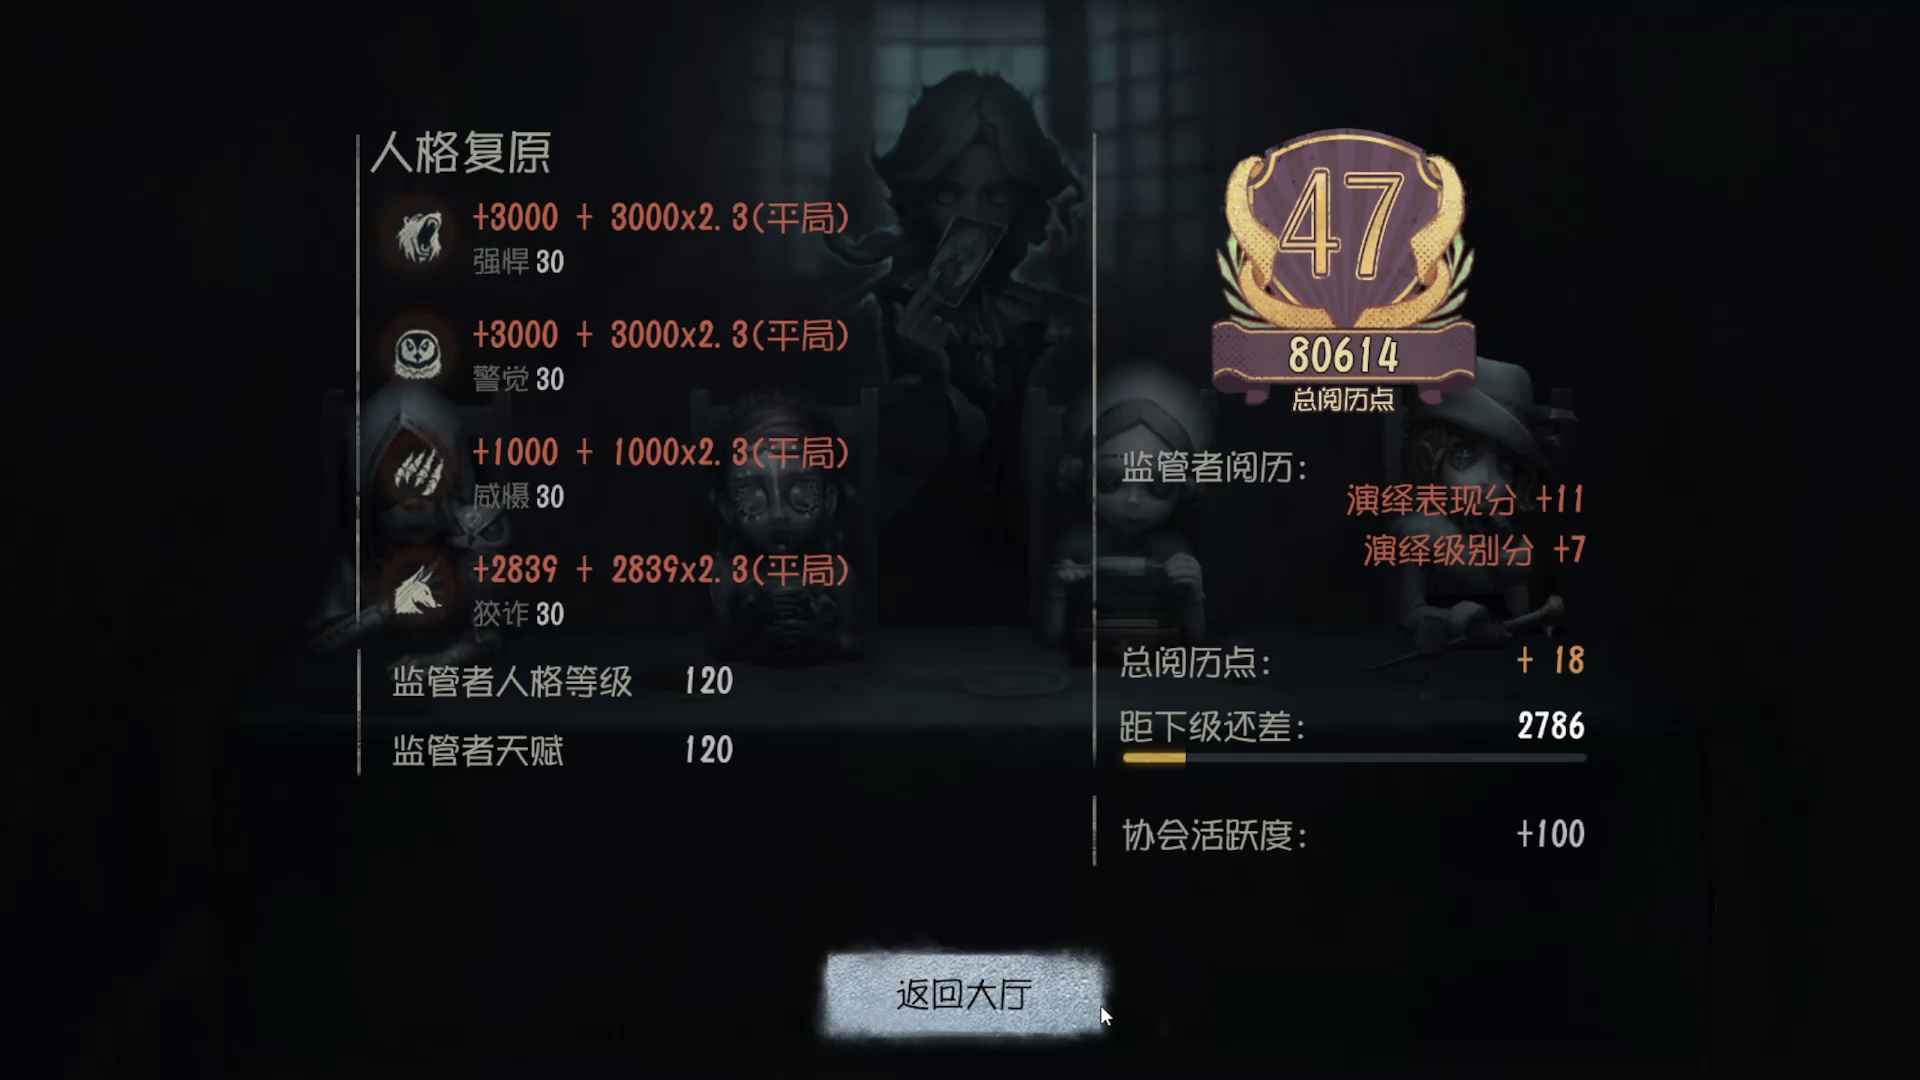 人格复原
+3000 + 3000x2.3(平局)
强悍 30
+3000 + 3000x2.3(平局)
警觉 30
+1000 + 1000x2.3(平局)
威慑 30
+2839 + 2839x2.3(平局)
狡诈 30
监管者人格等级 120
监管者天赋 120
47
80614
总阅历点
监管者阅历:
演绎表现分 +11
演绎级别分 +7
总阅历点: + 18
距下级还差: 2786
协会活跃度: +100
返回大厅